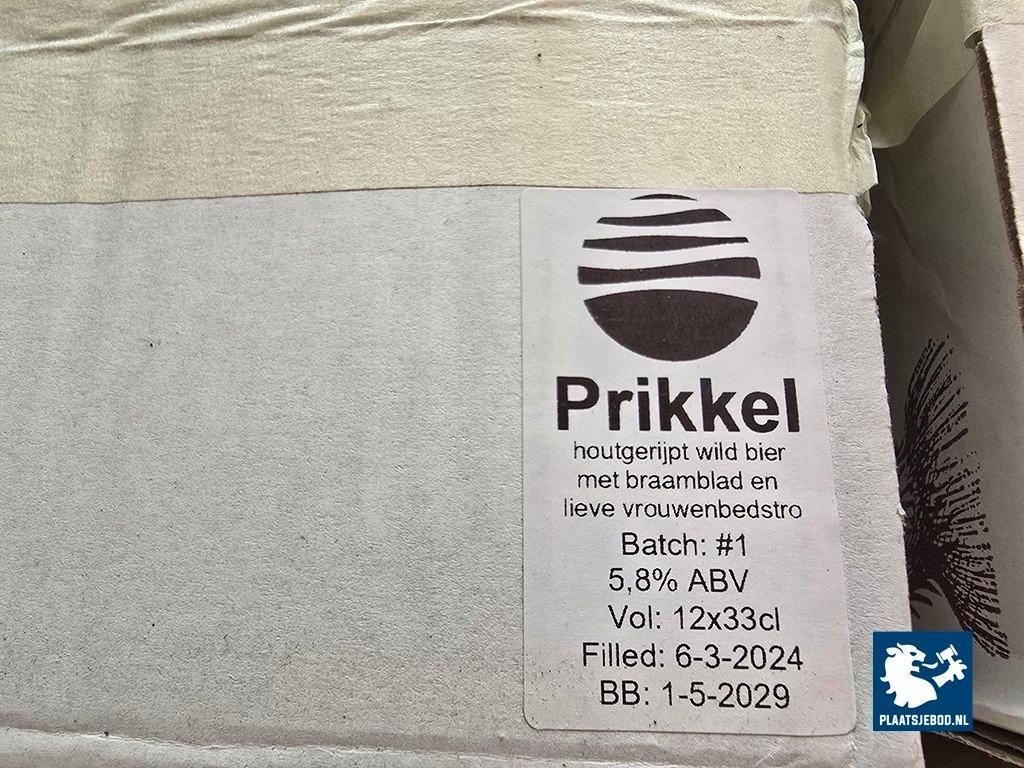 Prikkel
houtgerijpt wild bier
met braamblad en
lieve vrouwenbedstro
Batch: #1
5,8% ABV
Vol: 12x33cl
Filled: 6-3-2024
BB: 1-5-2029
PLAATSJEBOD.NL